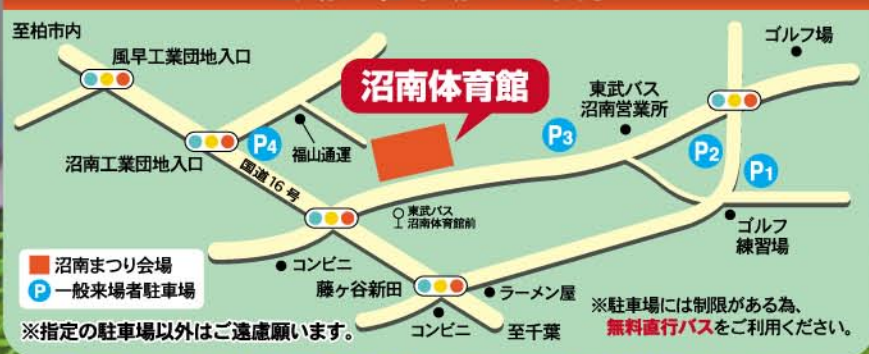 至柏市内
風早工業団地入口
ゴルフ場
沼南体育館
東武バス
沼南営業所
P3
P2
P1
P4
沼南工業団地入口
福山通運
国道16号
東武バス
沼南体育館前
ゴルフ
練習場
コンビニ
沼南まつり会場
P 一般来場者駐車場
藤ヶ谷新田
ラーメン屋
コンビニ
至千葉
※指定の駐車場以外はご遠慮願います。
※駐車場には制限がある為、
無料直行バスをご利用ください。